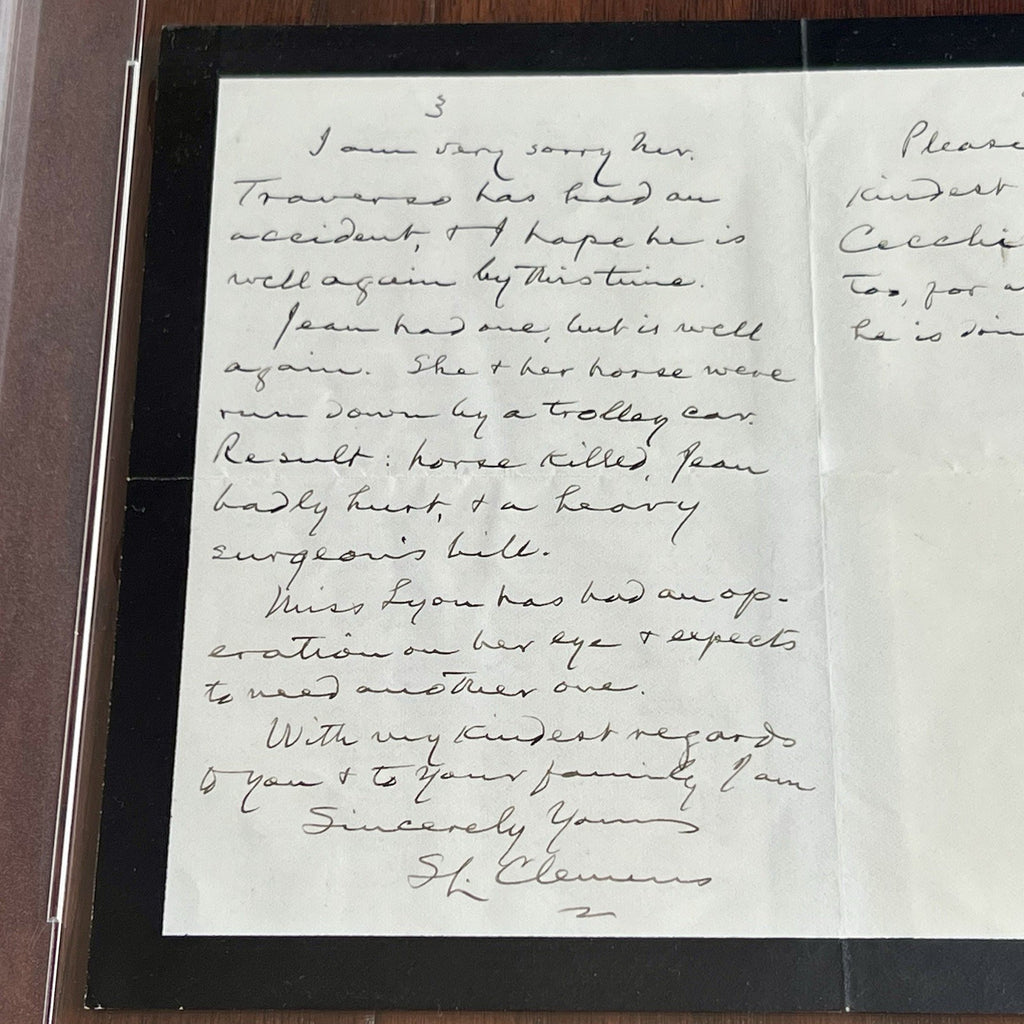 3
I am very sorry Mr.
Traverso has had an
accident, & I hope he is
well again by this time.
Jean had one, but is well
again. She & her horse were
run down by a trolley car.
Result: horse killed, Jean
badly hurt, & a heavy
surgeon's bill.
Miss Lyon has had an op-
eration on her eye & expects
to need another one.
With my kindest regards
to you & to your family I am
Sincerely Yours
SL. Clemens
Please
kindest
Cecchi
too, for a
he is doin